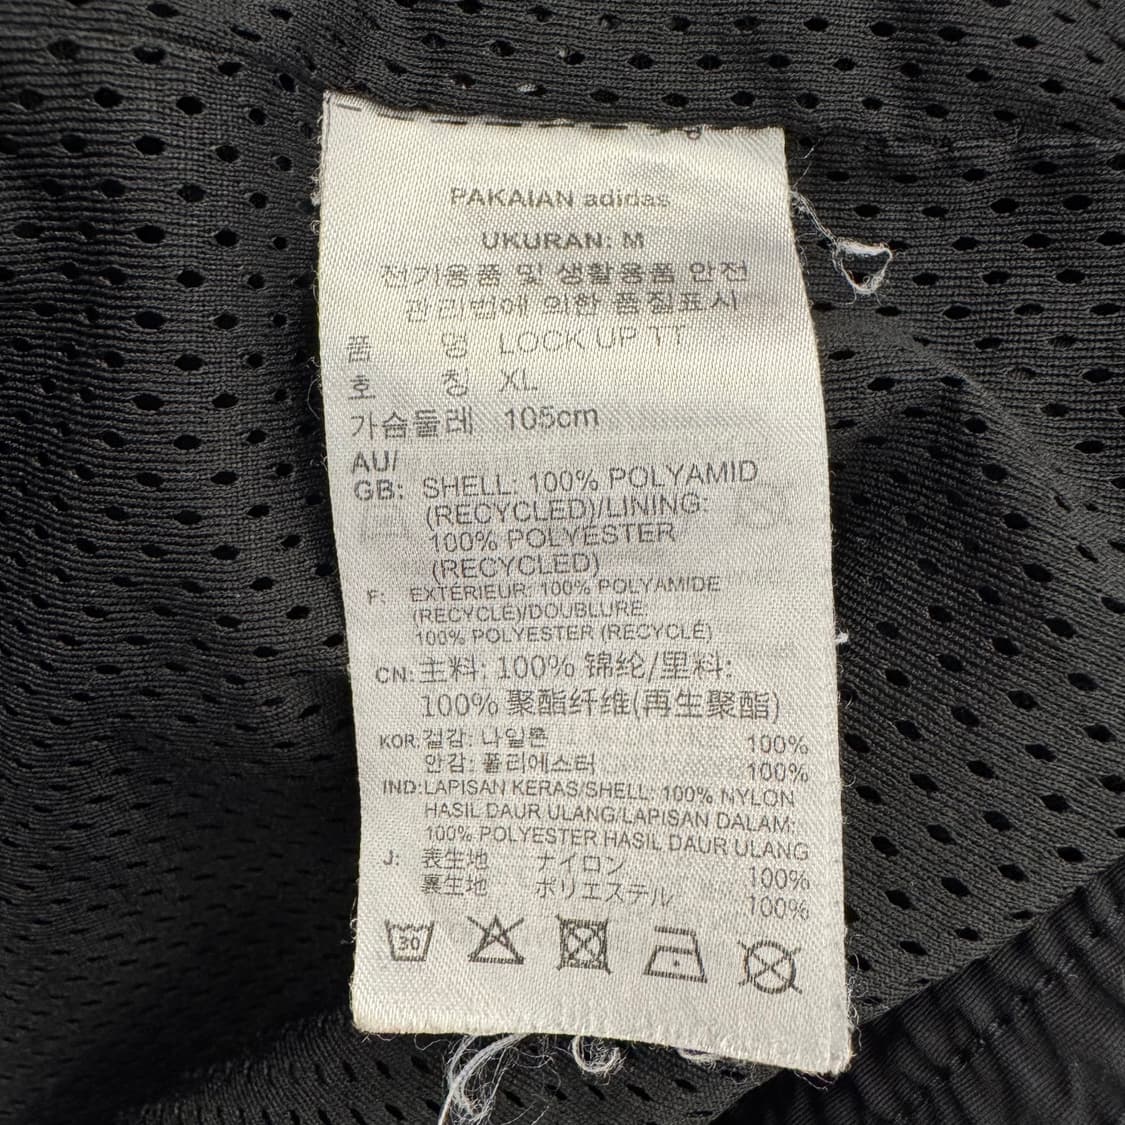 PAKAIAN adidas
UKURAN: M
전기용품 및 생활용품 안전
관리법에 의한 품질표시
품 명 LOCK UP TT
호 칭 XL
가슴둘레 105cm
AU/
GB: SHELL: 100% POLYAMID
(RECYCLED)/LINING:
100% POLYESTER
(RECYCLED)
F: EXTERIEUR: 100% POLYAMIDE
(RECYCLÉ)/DOUBLURE:
100% POLYESTER (RECYCLÉ)
CN: 主料: 100% 锦纶/里料:
100% 聚酯纤维(再生聚酯)
KOR: 겉감: 나일론 100%
안감: 폴리에스터 100%
IND: LAPISAN KERAS/SHELL: 100% NYLON
HASIL DAUR ULANG/LAPISAN DALAM:
100% POLYESTER HASIL DAUR ULANG
J: 表生地 ナイロン 100%
裏生地 ポリエステル 100%
30